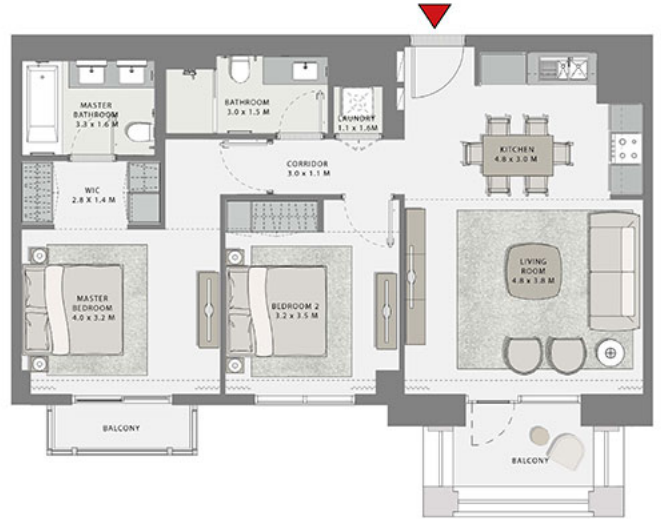 MASTER
BATHROOM
3.3 x 1.6 M
BATHROOM
3.0 x 1.5 M
LAUNDRY
1.1 x 1.6M
KITCHEN
4.8 x 3.0 M
CORRIDOR
3.0 x 1.1 M
WIC
2.8 X 1.4 M
LIVING
ROOM
4.8 x 3.8 M
MASTER
BEDROOM
4.0 x 3.2 M
BEDROOM 2
3.2 x 3.5 M
BALCONY
BALCONY